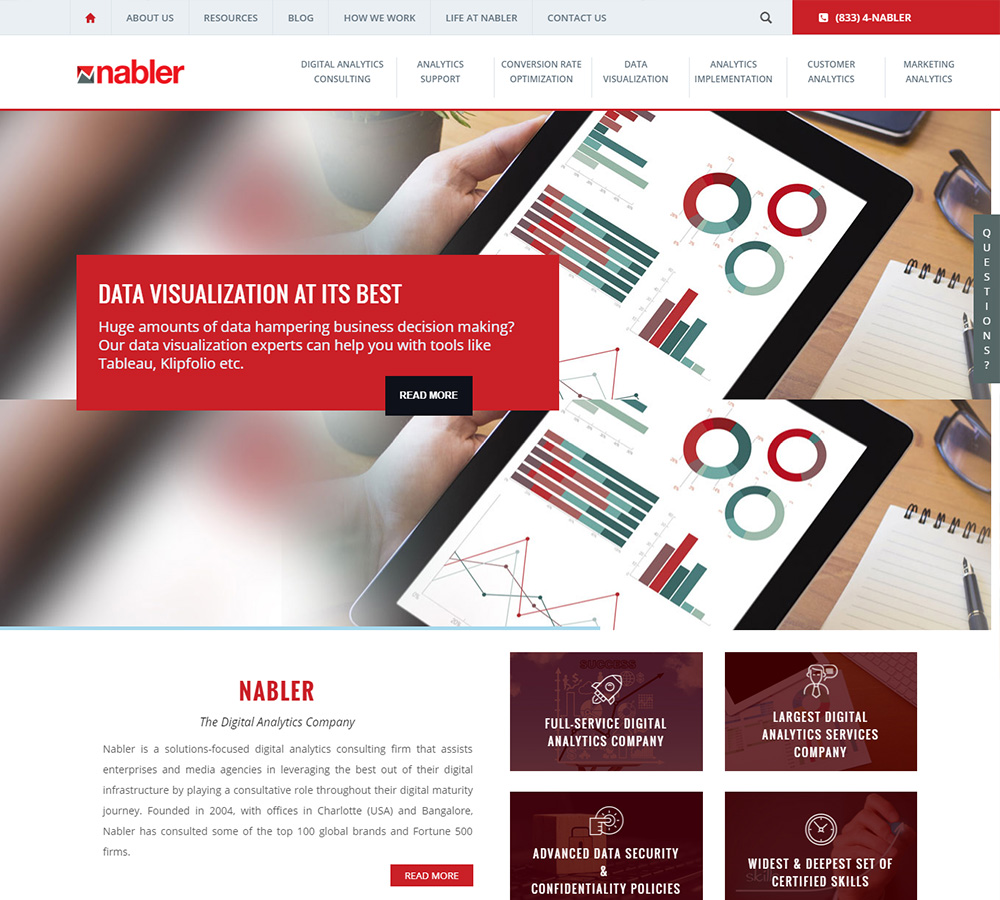 ABOUT US
RESOURCES
BLOG
HOW WE WORK
LIFE AT NABLER
CONTACT US
(833) 4-NABLER
nabler
DIGITAL ANALYTICS
CONSULTING
ANALYTICS
SUPPORT
CONVERSION RATE
OPTIMIZATION
DATA
VISUALIZATION
ANALYTICS
IMPLEMENTATION
CUSTOMER
ANALYTICS
MARKETING
ANALYTICS
QUESTIONS?
DATA VISUALIZATION AT ITS BEST
Huge amounts of data hampering business decision making?
Our data visualization experts can help you with tools like
Tableau, Klipfolio etc.
READ MORE
NABLER
The Digital Analytics Company
Nabler is a solutions-focused digital analytics consulting firm that assists
enterprises and media agencies in leveraging the best out of their digital
infrastructure by playing a consultative role throughout their digital maturity
journey. Founded in 2004, with offices in Charlotte (USA) and Bangalore,
Nabler has consulted some of the top 100 global brands and Fortune 500
firms.
READ MORE
SUCCESS
FULL-SERVICE DIGITAL
ANALYTICS COMPANY
LARGEST DIGITAL
ANALYTICS SERVICES
COMPANY
ADVANCED DATA SECURITY
&
CONFIDENTIALITY POLICIES
WIDEST & DEEPEST SET OF
CERTIFIED SKILLS